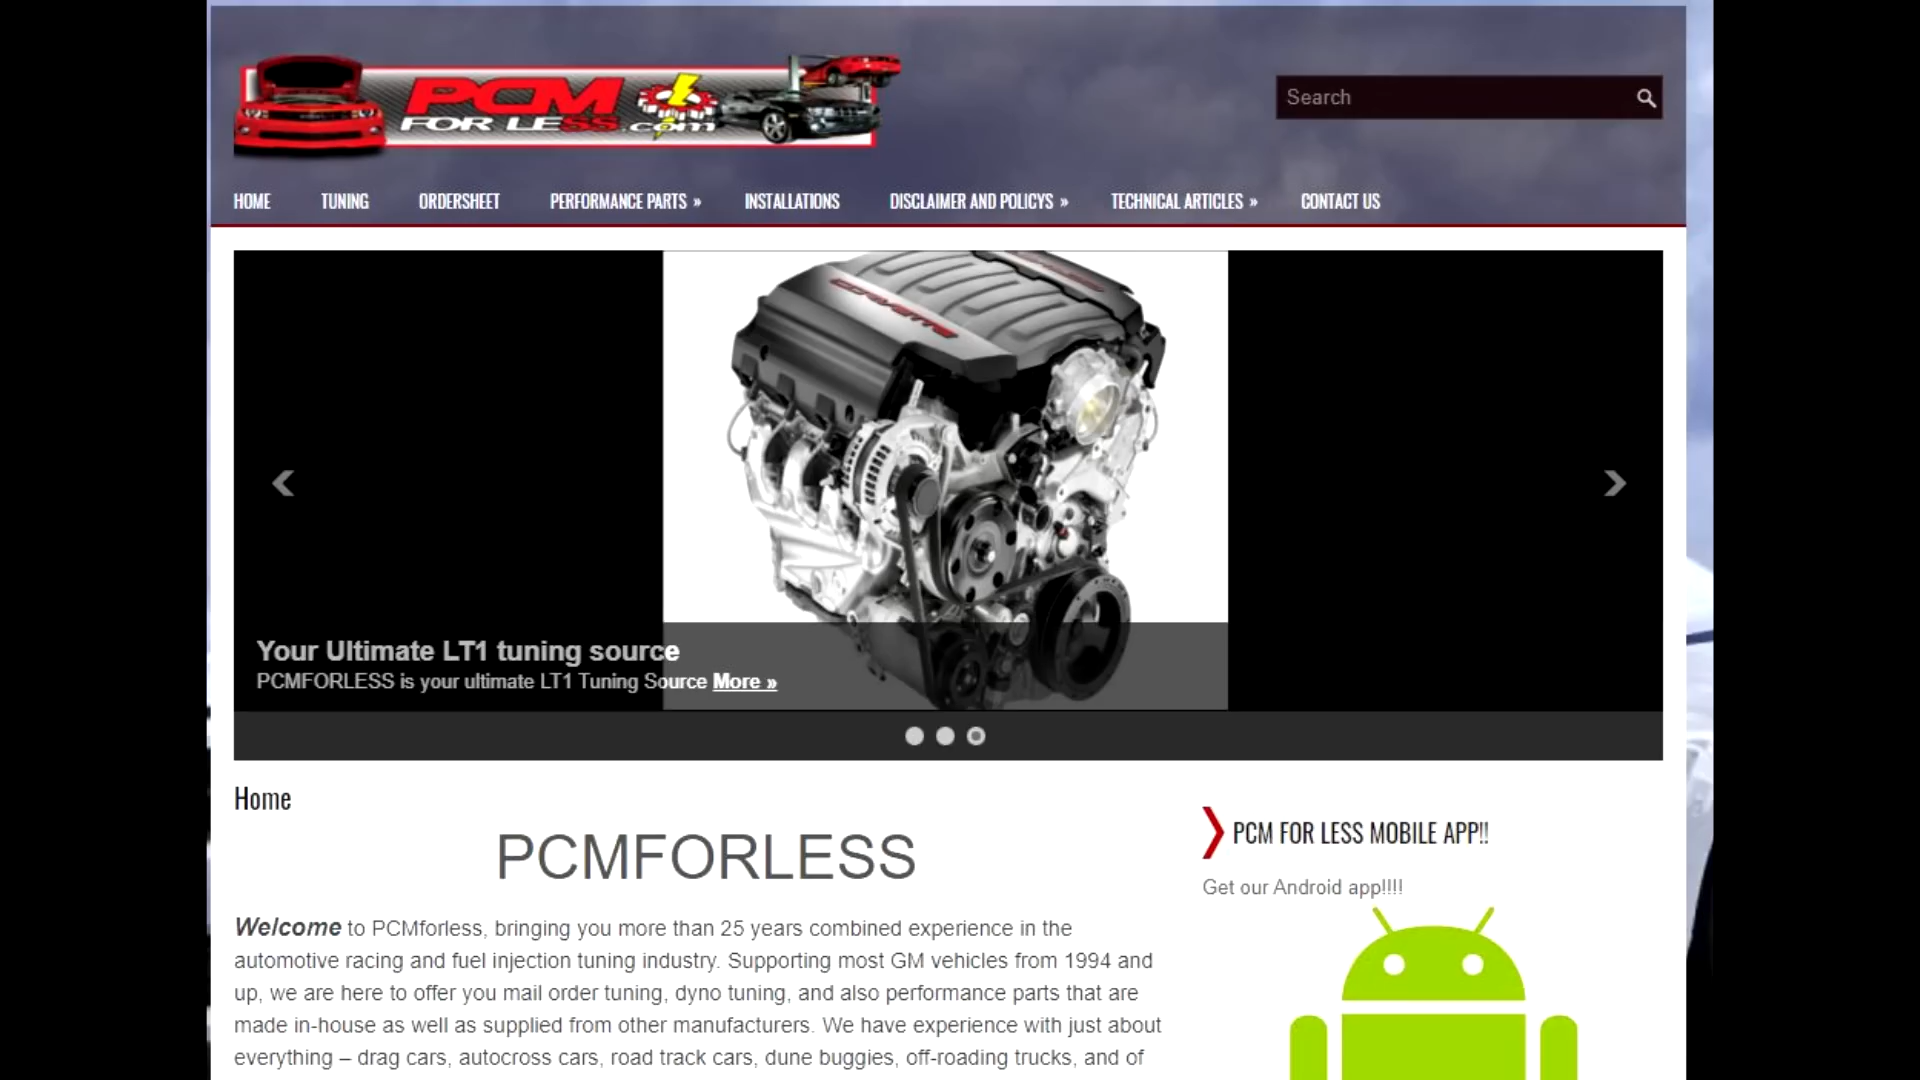 PCM
FOR LESS.com
Search
HOME TUNING ORDERSHEET PERFORMANCE PARTS » INSTALLATIONS DISCLAIMER AND POLICYS » TECHNICAL ARTICLES » CONTACT US
CORVETTE
Your Ultimate LT1 tuning source
PCMFORLESS is your ultimate LT1 Tuning Source More »
Home
PCMFORLESS
Welcome to PCMforless, bringing you more than 25 years combined experience in the
automotive racing and fuel injection tuning industry. Supporting most GM vehicles from 1994 and
up, we are here to offer you mail order tuning, dyno tuning, and also performance parts that are
made in-house as well as supplied from other manufacturers. We have experience with just about
everything – drag cars, autocross cars, road track cars, dune buggies, off-roading trucks, and of
PCM FOR LESS MOBILE APP!!
Get our Android app!!!!